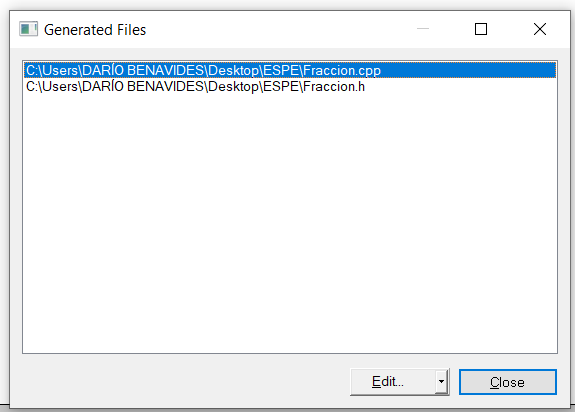 Generated Files
C:\Users\DARÍO BENAVIDES\Desktop\ESPE\Fraccion.cpp
C:\Users\DARÍO BENAVIDES\Desktop\ESPE\Fraccion.h
Edit...
Close